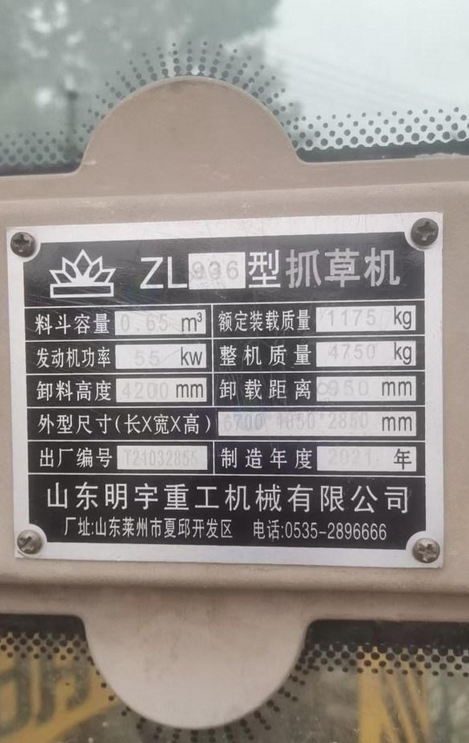 ZL936型抓草机
料斗容量 0.65 m³ 额定装载质量 1175 kg
发动机功率 55 kw 整机质量 4750 kg
卸料高度 4200 mm 卸载距离 950 mm
外型尺寸(长X宽X高) 6700 1850 2850 mm
出厂编号 T21032855 制造年度 2021 年
山东明宇重工机械有限公司
厂址:山东莱州市夏邱开发区 电话:0535-2896666